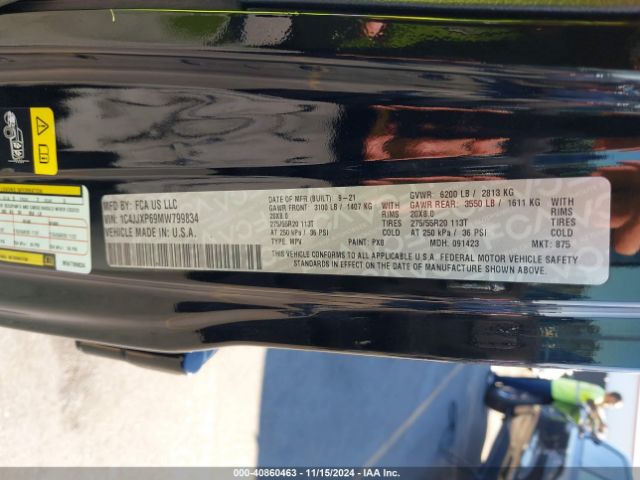 MFD BY: FCA US LLC
VIN: 1C4JJXP69MW799834
VEHICLE MADE IN U.S.A.
DATE OF MFR (BUILT) 9-21
GVWR: 6200 LB / 2813 KG
GAWR FRONT 3100 LB / 1407 KG
GAWR REAR: 3550 LB / 1611 KG
20X8.0 RIMS
20X8.0 RIMS
275/55R20 113T TIRES
275/55R20 113T TIRES
AT 250 kPa / 36 PSI COLD
AT 250 kPa / 36 PSI COLD
TYPE: MPV PAINT: PX8 MDH: 091423 MKT: 875
THIS VEHICLE CONFORMS TO ALL APPLICABLE U.S.A. FEDERAL MOTOR VEHICLE SAFETY
STANDARDS IN EFFECT ON THE DATE OF MANUFACTURE SHOWN ABOVE.
000-40860463 - 11/15/2024 - IAAI.COM